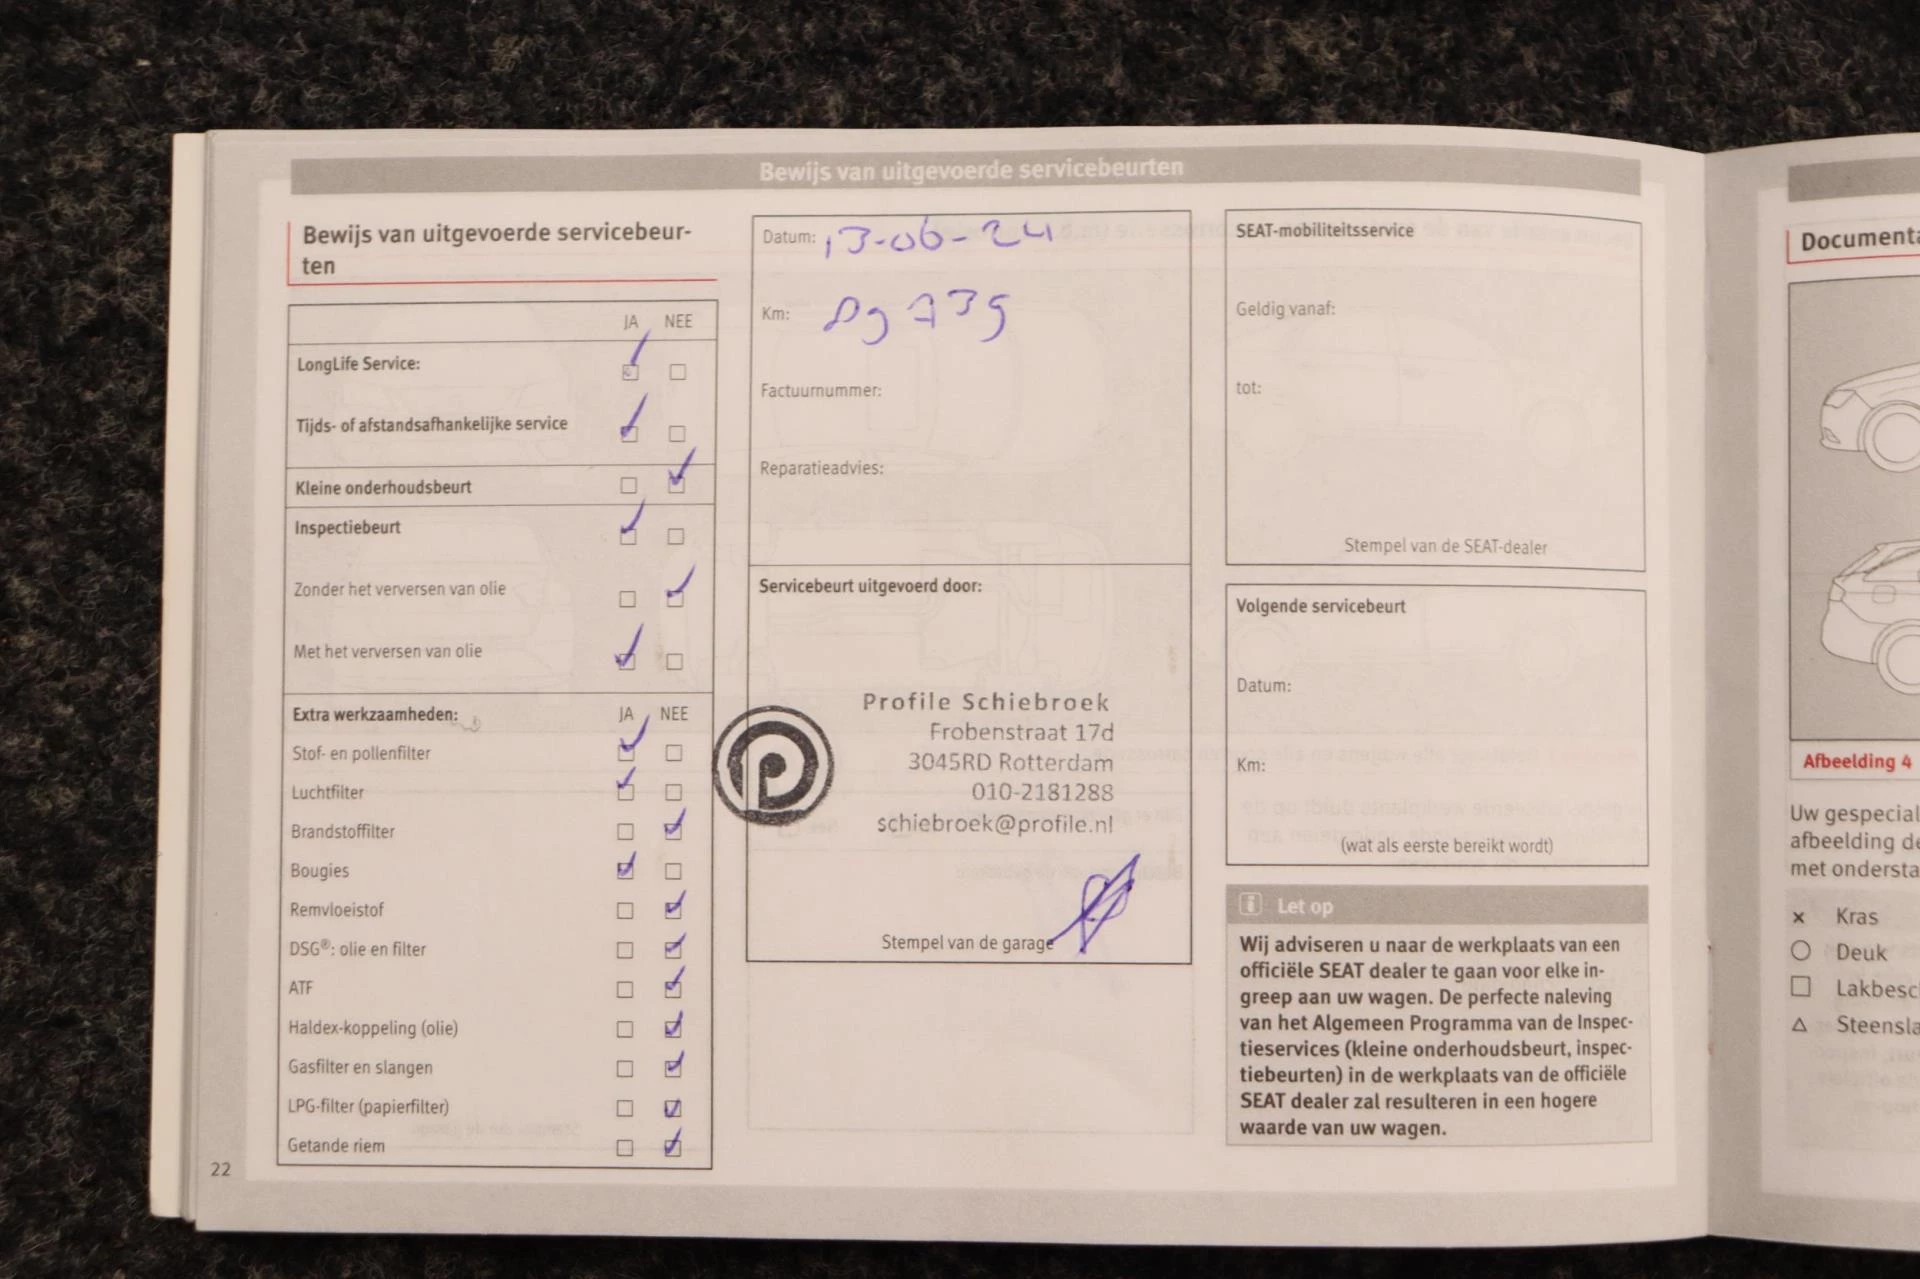 Bewijs van uitgevoerde servicebeurten
Bewijs van uitgevoerde servicebeur-
ten
JA NEE
LongLife Service:
Tijds- of afstandsafhankelijke service
Kleine onderhoudsbeurt
Inspectiebeurt
Zonder het verversen van olie
Met het verversen van olie
Extra werkzaamheden: JA NEE
Stof- en pollenfilter
Luchtfilter
Brandstoffilter
Bougies
Remvloeistof
DSG®: olie en filter
ATF
Haldex-koppeling (olie)
Gasfilter en slangen
LPG-filter (papierfilter)
Getande riem
22
Datum: 13-06-24
Km: 89739
Factuurnummer:
Reparatieadvies:
Servicebeurt uitgevoerd door:
Profile Schiebroek
Frobenstraat 17d
3045RD Rotterdam
010-2181288
schiebroek@profile.nl
Stempel van de garage
SEAT-mobiliteitsservice
Geldig vanaf:
tot:
Stempel van de SEAT-dealer
Volgende servicebeurt
Datum:
Km:
(wat als eerste bereikt wordt)
Let op
Wij adviseren u naar de werkplaats van een
officiële SEAT dealer te gaan voor elke in-
greep aan uw wagen. De perfecte naleving
van het Algemeen Programma van de Inspec-
tieservices (kleine onderhoudsbeurt, inspec-
tiebeurten) in de werkplaats van de officiële
SEAT dealer zal resulteren in een hogere
waarde van uw wagen.
Documenta
Afbeelding 4
Uw gespecial
afbeelding de
met ondersta
× Kras
○ Deuk
□ Lakbesc
△ Steensla